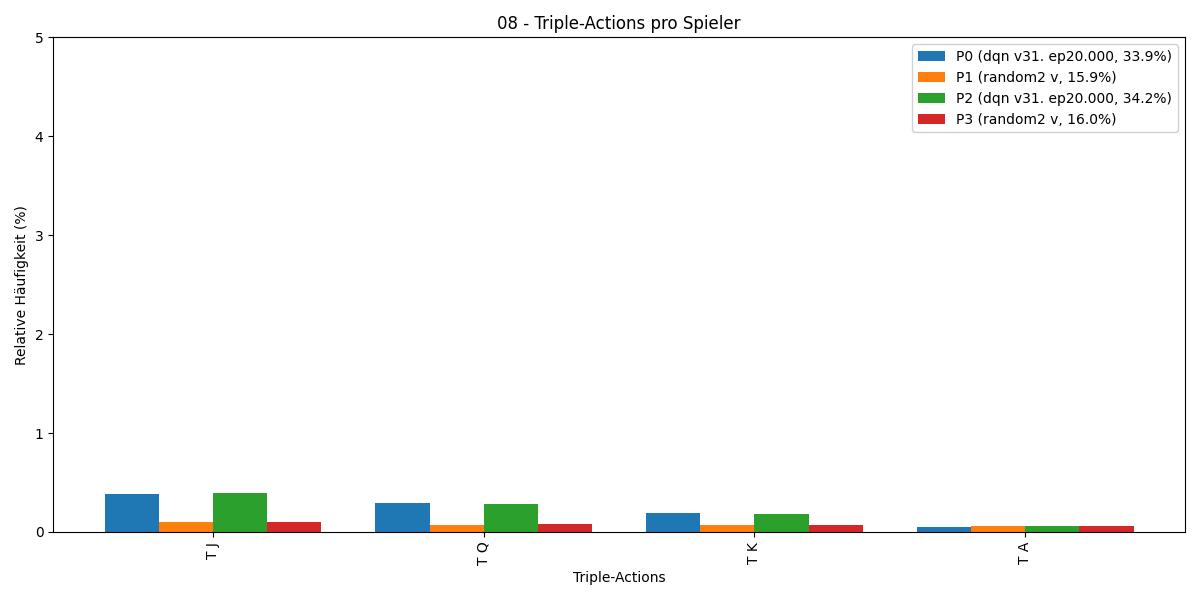 08 - Triple-Actions pro Spieler
P0 (dqn v31. ep20.000, 33.9%)
P1 (random2 v, 15.9%)
P2 (dqn v31. ep20.000, 34.2%)
P3 (random2 v, 16.0%)
Relative Häufigkeit (%)
5
4
3
2
1
0
T J
T Q
T K
T A
Triple-Actions